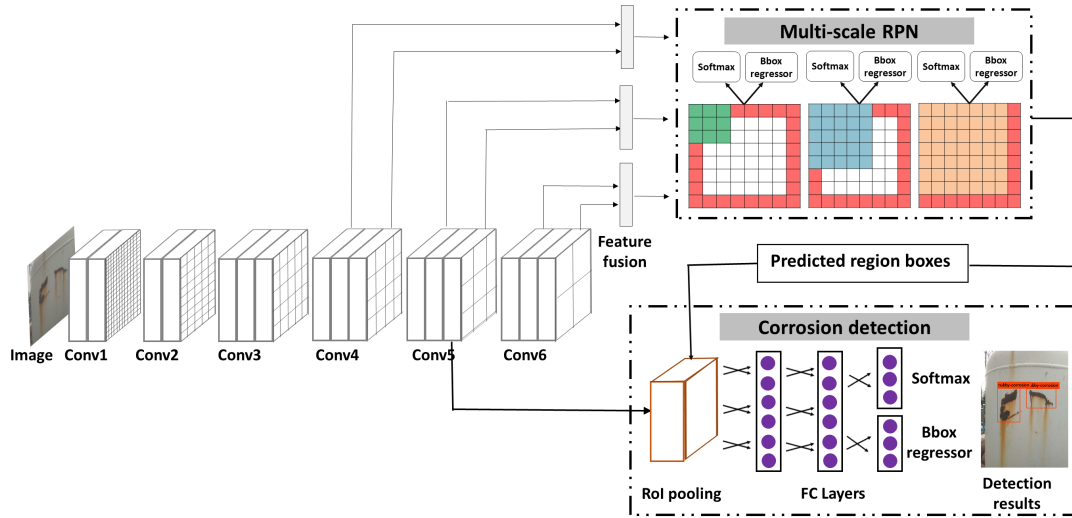 Multi-scale RPN
Softmax
Bbox
regressor
Softmax
Bbox
regressor
Softmax
Bbox
regressor
Feature
fusion
Image
Conv1
Conv2
Conv3
Conv4
Conv5
Conv6
Predicted region boxes
Corrosion detection
Softmax
Bbox
regressor
RoI pooling
FC Layers
Detection
results